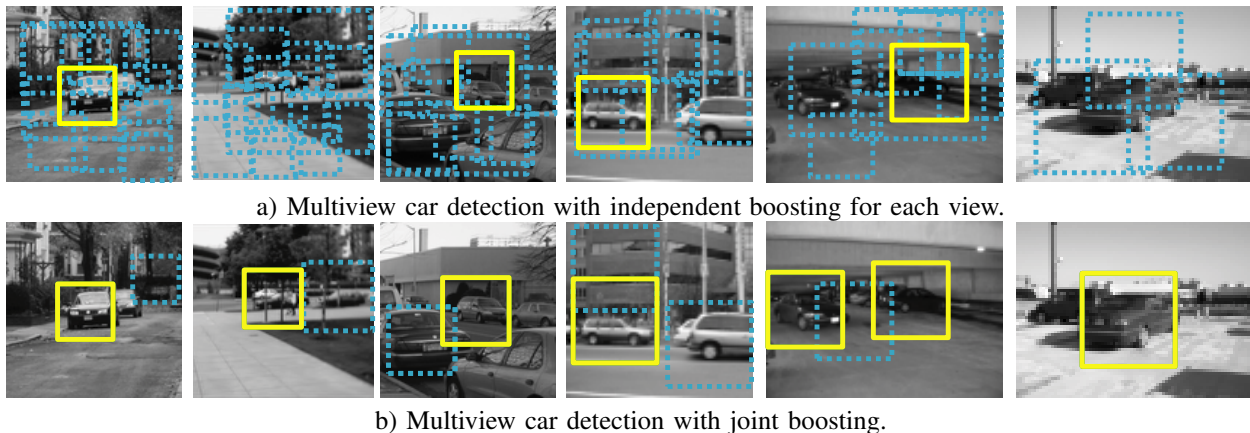 a) Multiview car detection with independent boosting for each view.
b) Multiview car detection with joint boosting.